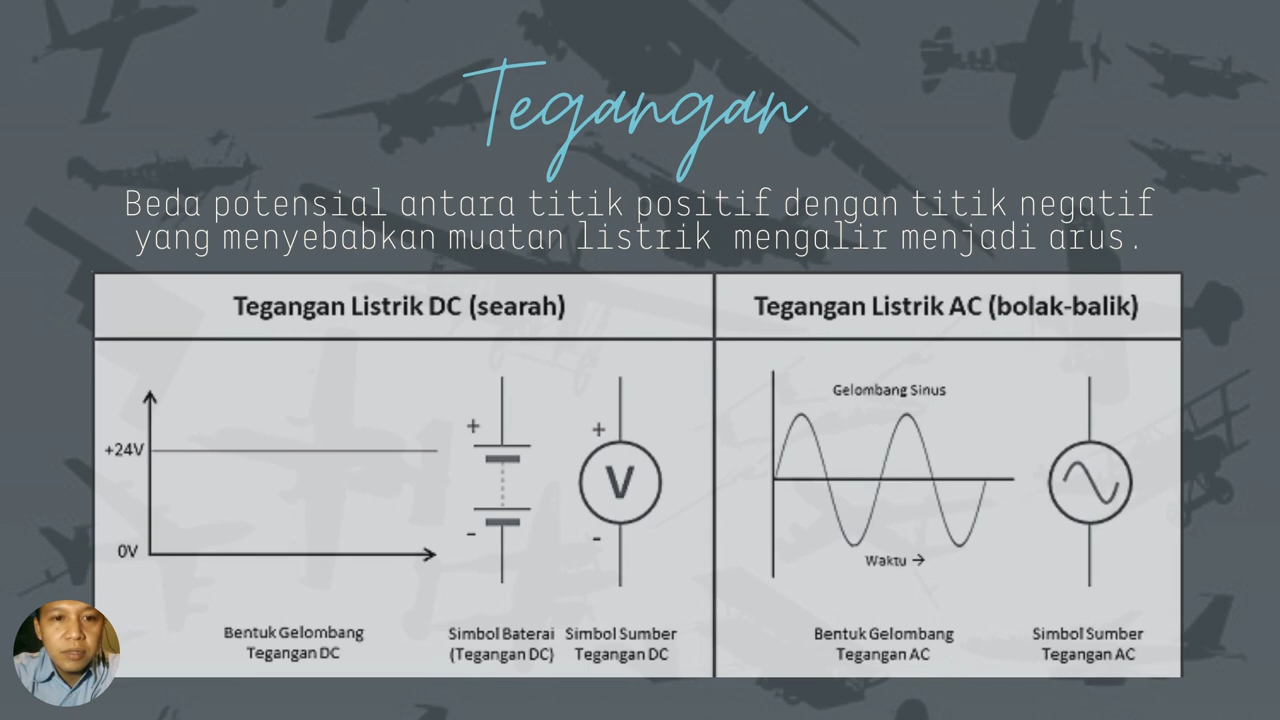 Tegangan
Beda potensial antara titik positif dengan titik negatif
yang menyebabkan muatan listrik mengalir menjadi arus.
Tegangan Listrik DC (searah)
Tegangan Listrik AC (bolak-balik)
+24V
0V
+
-
+
V
-
Gelombang Sinus
Waktu →
Bentuk Gelombang
Tegangan DC
Simbol Baterai
(Tegangan DC)
Simbol Sumber
Tegangan DC
Bentuk Gelombang
Tegangan AC
Simbol Sumber
Tegangan AC